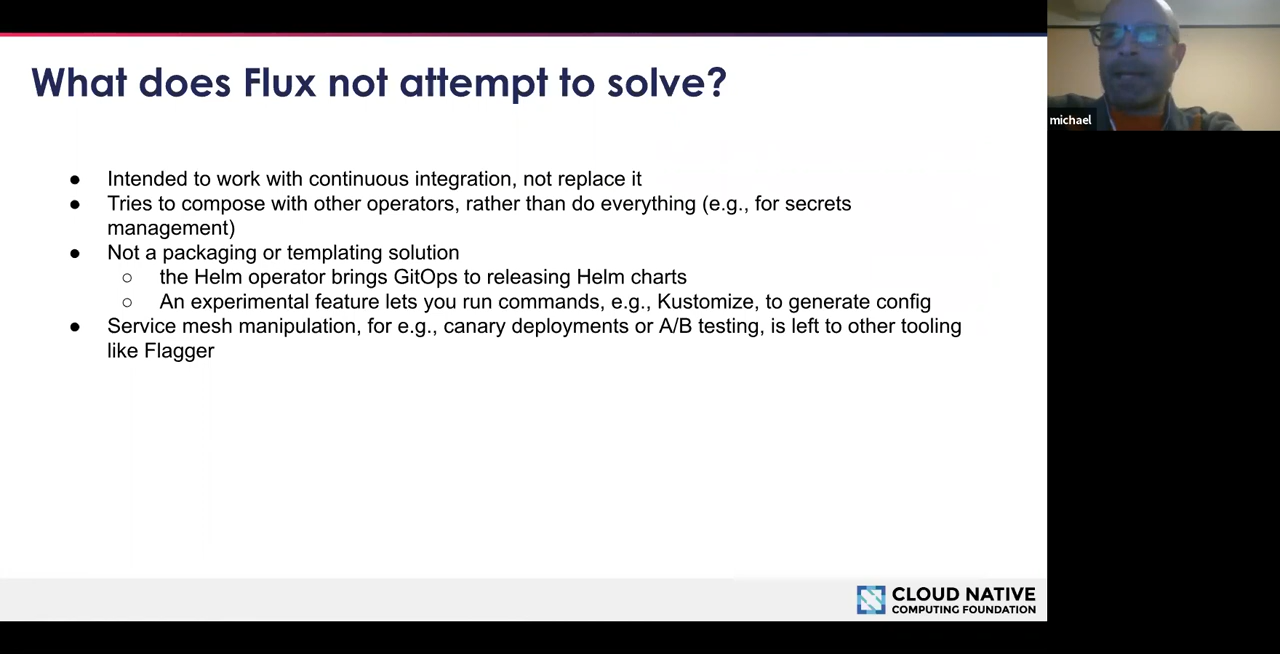 What does Flux not attempt to solve?
michael
● Intended to work with continuous integration, not replace it
● Tries to compose with other operators, rather than do everything (e.g., for secrets
management)
● Not a packaging or templating solution
○ the Helm operator brings GitOps to releasing Helm charts
○ An experimental feature lets you run commands, e.g., Kustomize, to generate config
● Service mesh manipulation, for e.g., canary deployments or A/B testing, is left to other tooling
like Flagger
CLOUD NATIVE
COMPUTING FOUNDATION